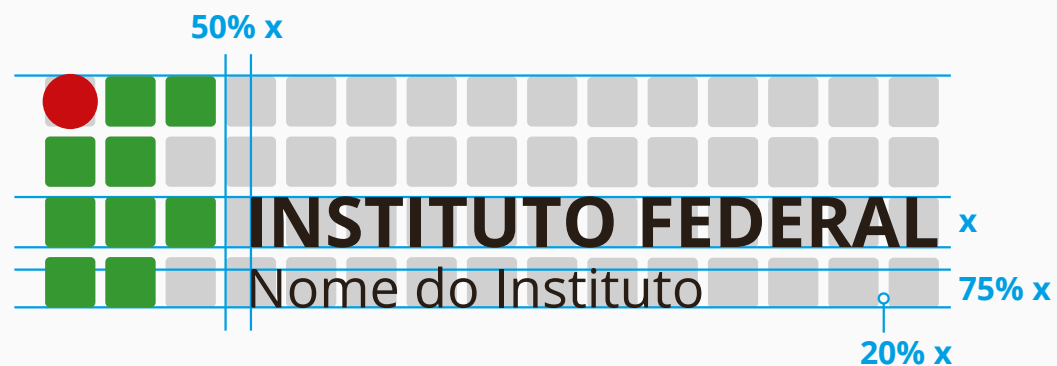 50% x
INSTITUTO FEDERAL
x
Nome do Instituto
75% x
20% x